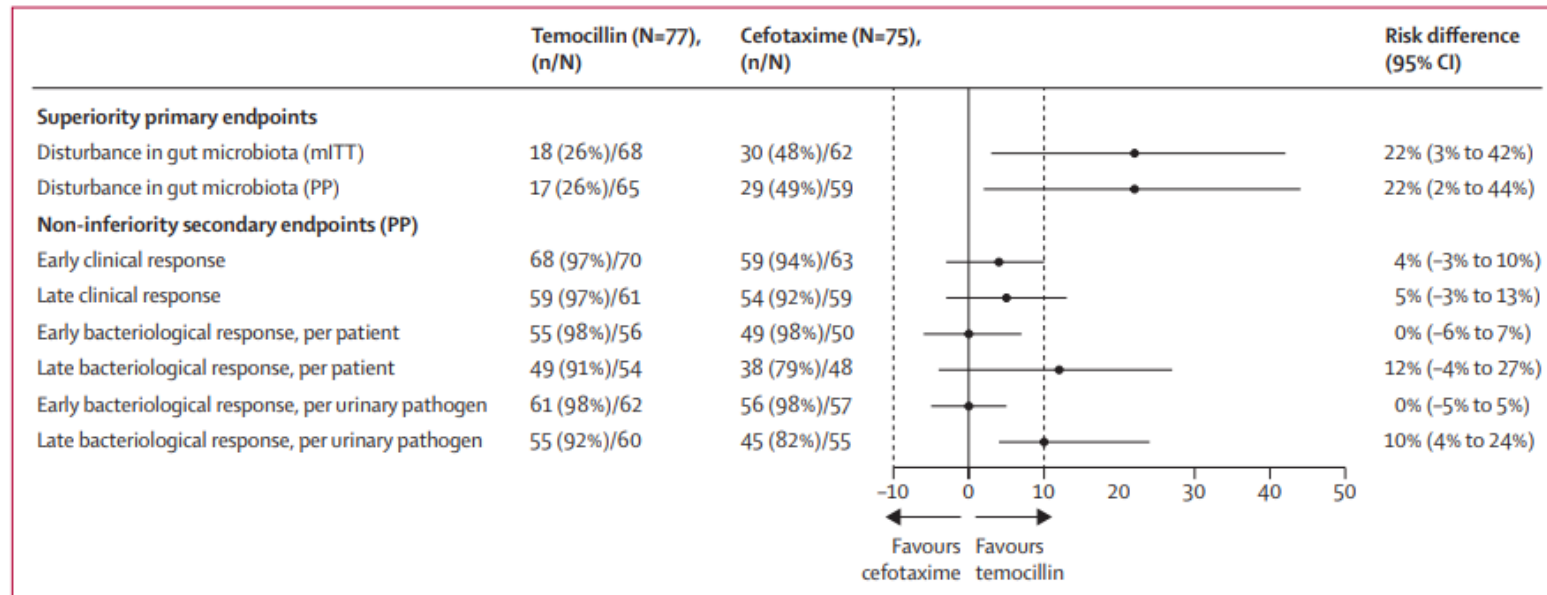 Temocillin (N=77), Cefotaxime (N=75), Risk difference
(n/N) (n/N) (95% CI)
Superiority primary endpoints
Disturbance in gut microbiota (mITT) 18 (26%)/68 30 (48%)/62 22% (3% to 42%)
Disturbance in gut microbiota (PP) 17 (26%)/65 29 (49%)/59 22% (2% to 44%)
Non-inferiority secondary endpoints (PP)
Early clinical response 68 (97%)/70 59 (94%)/63 4% (–3% to 10%)
Late clinical response 59 (97%)/61 54 (92%)/59 5% (–3% to 13%)
Early bacteriological response, per patient 55 (98%)/56 49 (98%)/50 0% (–6% to 7%)
Late bacteriological response, per patient 49 (91%)/54 38 (79%)/48 12% (–4% to 27%)
Early bacteriological response, per urinary pathogen 61 (98%)/62 56 (98%)/57 0% (–5% to 5%)
Late bacteriological response, per urinary pathogen 55 (92%)/60 45 (82%)/55 10% (4% to 24%)
–10 0 10 20 30 40 50
Favours Favours
cefotaxime temocillin